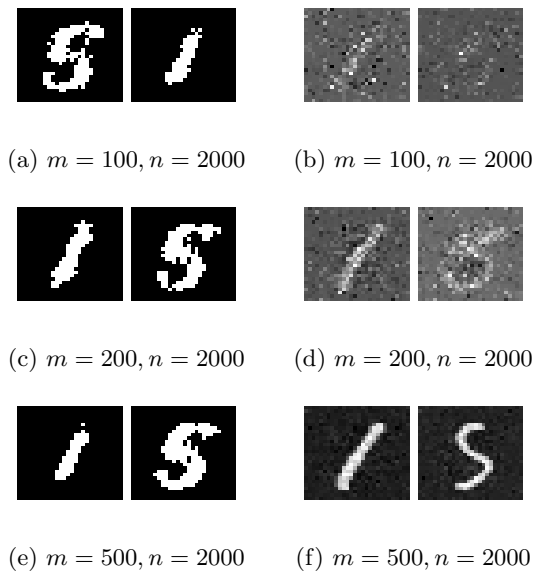 (a) m = 100, n = 2000
(b) m = 100, n = 2000
(c) m = 200, n = 2000
(d) m = 200, n = 2000
(e) m = 500, n = 2000
(f) m = 500, n = 2000